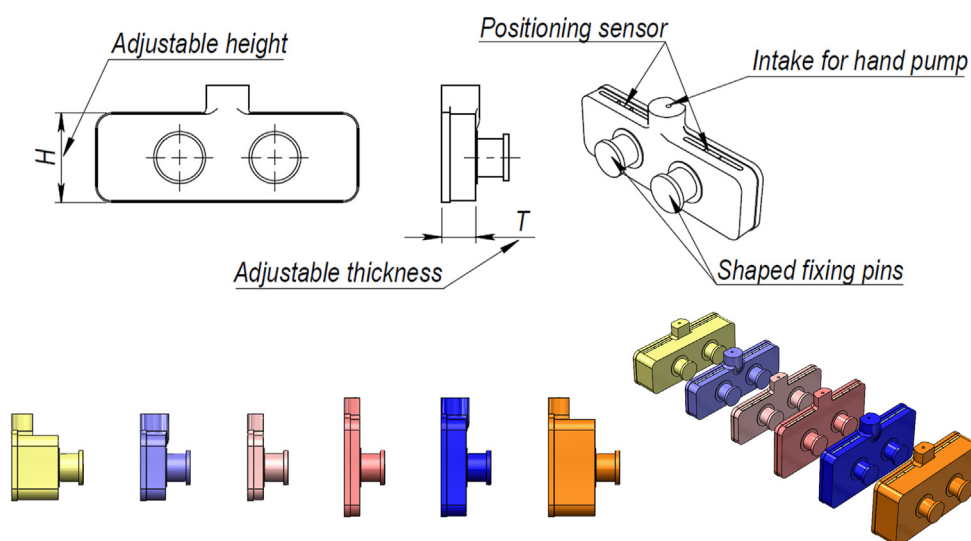 Positioning sensor
Adjustable height
Intake for hand pump
H
T
Adjustable thickness
Shaped fixing pins